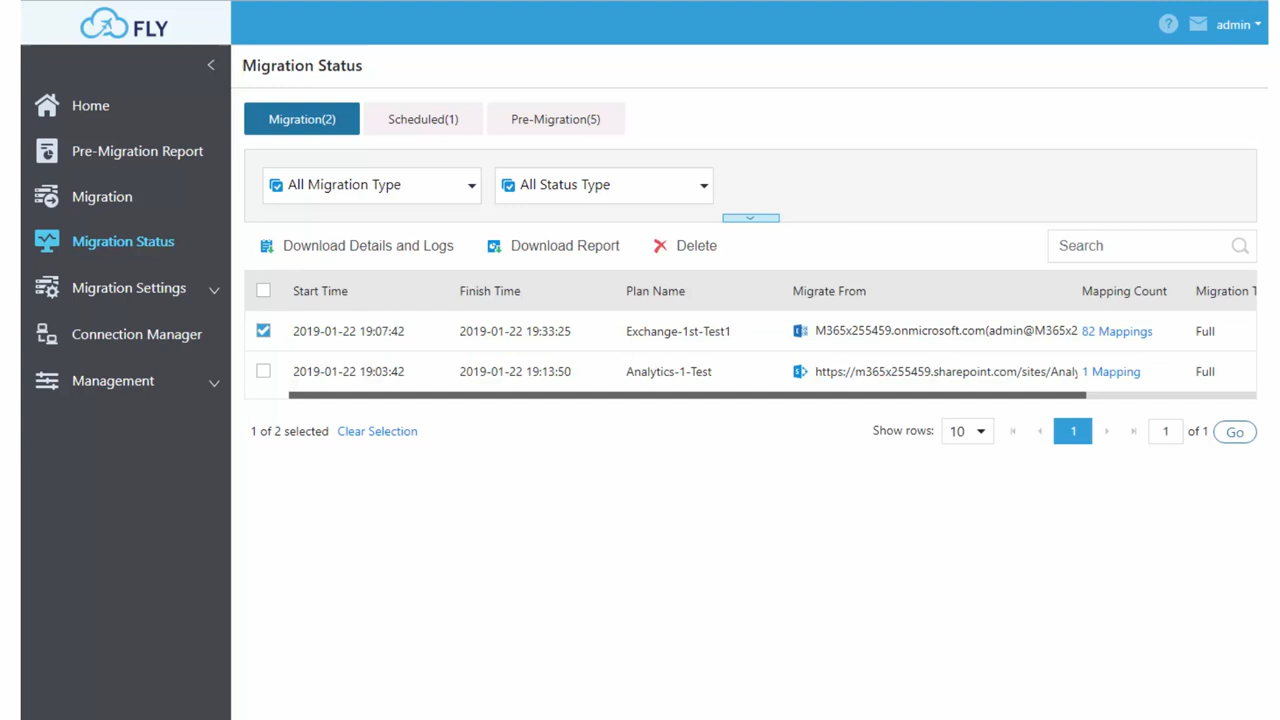 FLY
admin
Migration Status
Home
Pre-Migration Report
Migration
Migration Status
Migration Settings
Connection Manager
Management
Migration(2) Scheduled(1) Pre-Migration(5)
All Migration Type All Status Type
Download Details and Logs Download Report Delete Search
Start Time Finish Time Plan Name Migrate From Mapping Count Migration T
2019-01-22 19:07:42 2019-01-22 19:33:25 Exchange-1st-Test1 M365x255459.onmicrosoft.com(admin@M365x2 82 Mappings Full
2019-01-22 19:03:42 2019-01-22 19:13:50 Analytics-1-Test https://m365x255459.sharepoint.com/sites/Analy 1 Mapping Full
1 of 2 selected Clear Selection Show rows: 10 1 1 of 1 Go